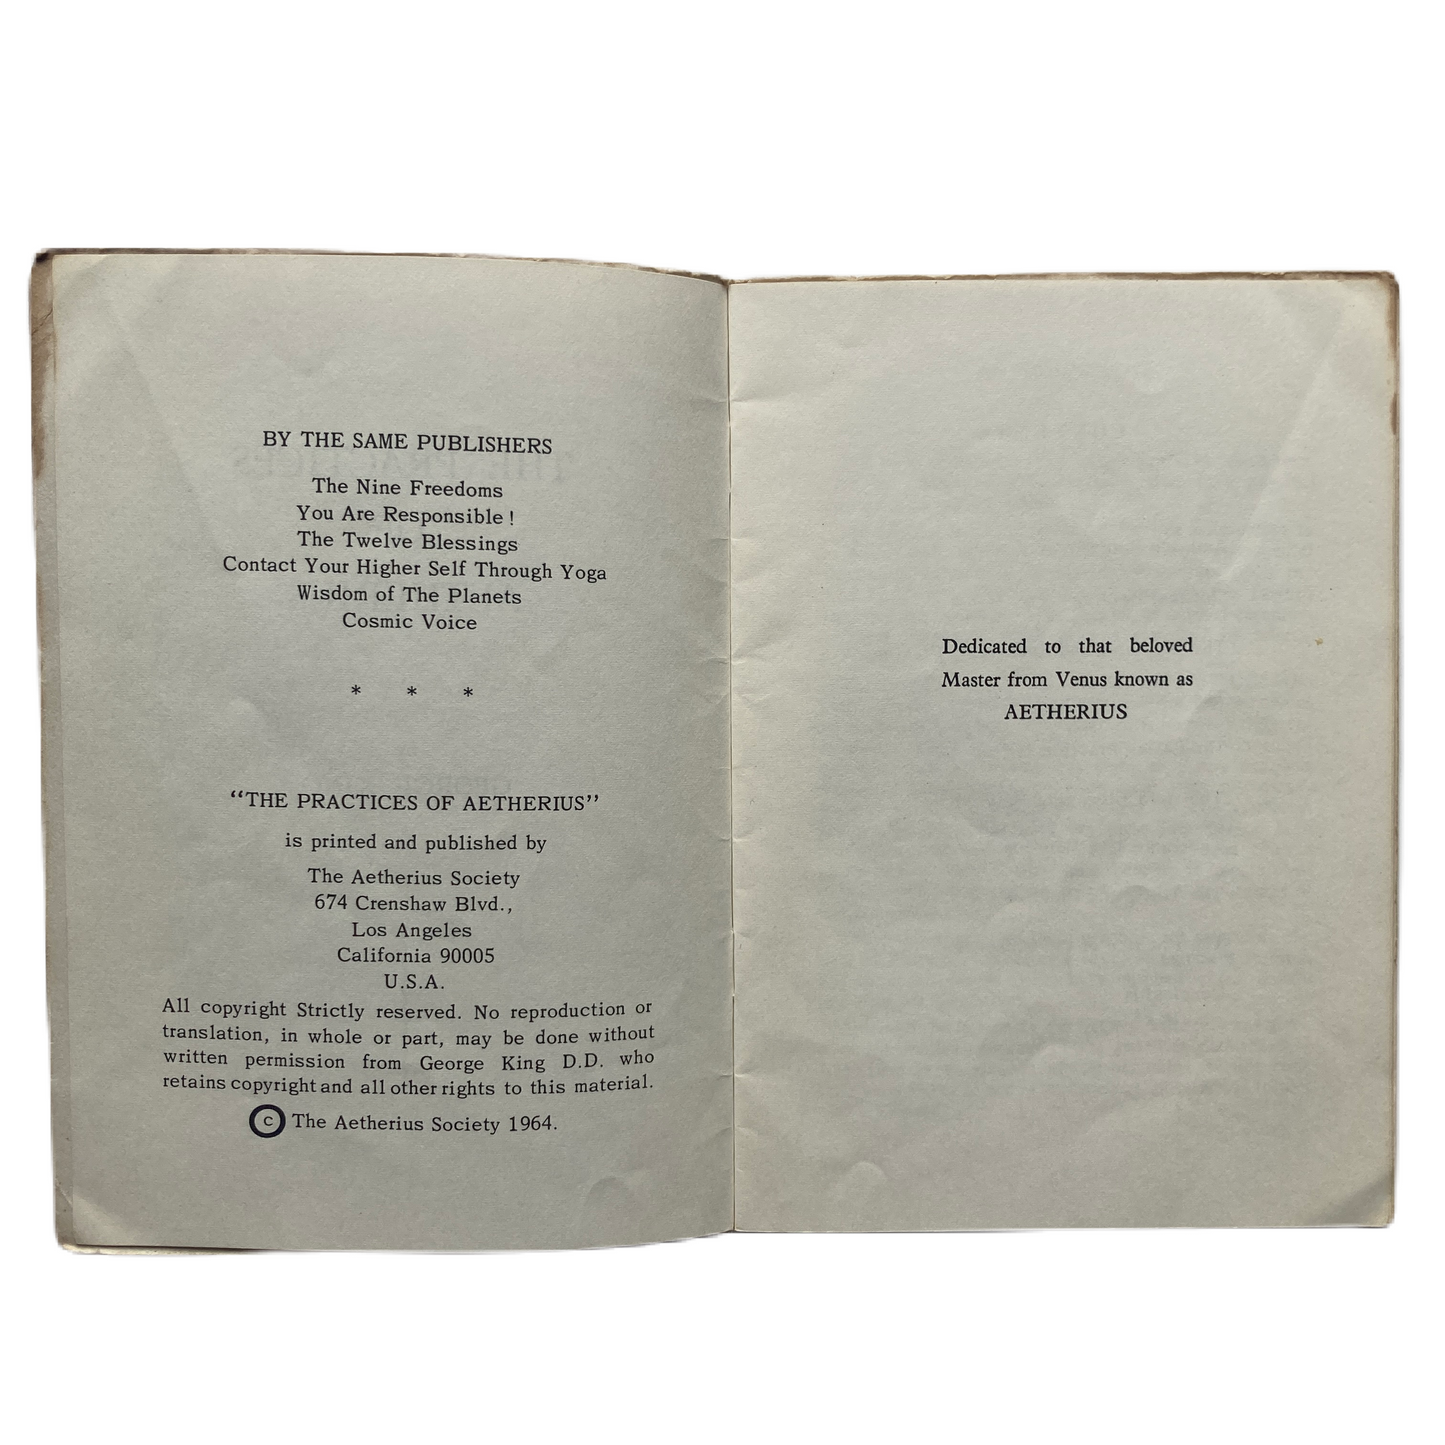 BY THE SAME PUBLISHERS
The Nine Freedoms
You Are Responsible !
The Twelve Blessings
Contact Your Higher Self Through Yoga
Wisdom of The Planets
Cosmic Voice
* * *
“THE PRACTICES OF AETHERIUS”
is printed and published by
The Aetherius Society
674 Crenshaw Blvd.,
Los Angeles
California 90005
U.S.A.
All copyright Strictly reserved. No reproduction or
translation, in whole or part, may be done without
written permission from George King D.D. who
retains copyright and all other rights to this material.
© The Aetherius Society 1964.
Dedicated to that beloved
Master from Venus known as
AETHERIUS